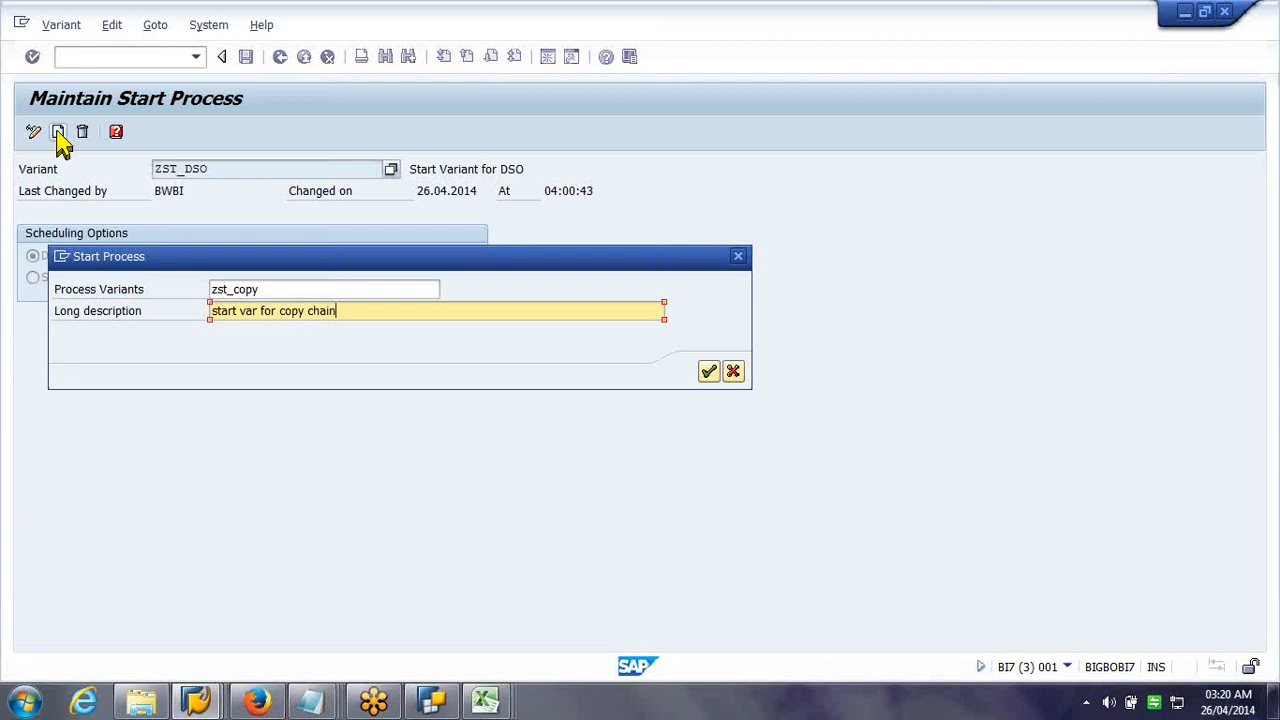 Variant Edit Goto System Help
Maintain Start Process
Variant ZST_DSO Start Variant for DSO
Last Changed by BWBI Changed on 26.04.2014 At 04:00:43
Scheduling Options
Start Process
Process Variants zst_copy
Long description start var for copy chain
SAP BI7 (3) 001 BIGBOBI7 INS
03:20 AM
26/04/2014